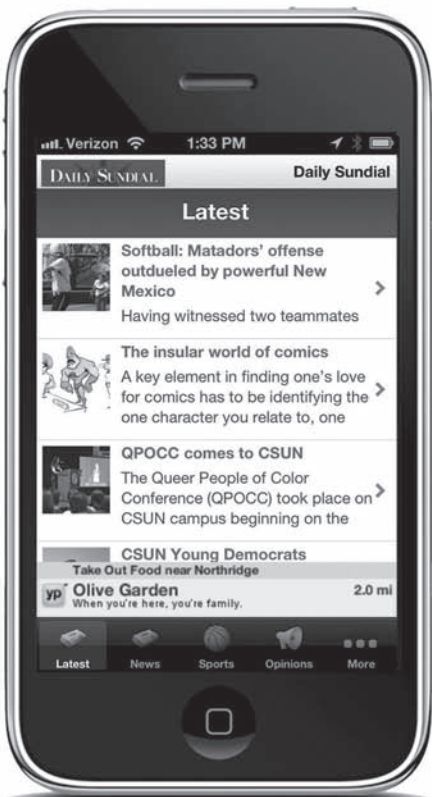 Verizon 1:33 PM
DAILY SUNDIAL Daily Sundial
Latest
Softball: Matadors' offense
outdueled by powerful New
Mexico
Having witnessed two teammates
The insular world of comics
A key element in finding one's love
for comics has to be identifying the
one character you relate to, one
QPOCC comes to CSUN
The Queer People of Color
Conference (QPOCC) took place on
CSUN campus beginning on the
CSUN Young Democrats
Take Out Food near Northridge
yp Olive Garden 2.0 mi
When you're here, you're family.
Latest News Sports Opinions More